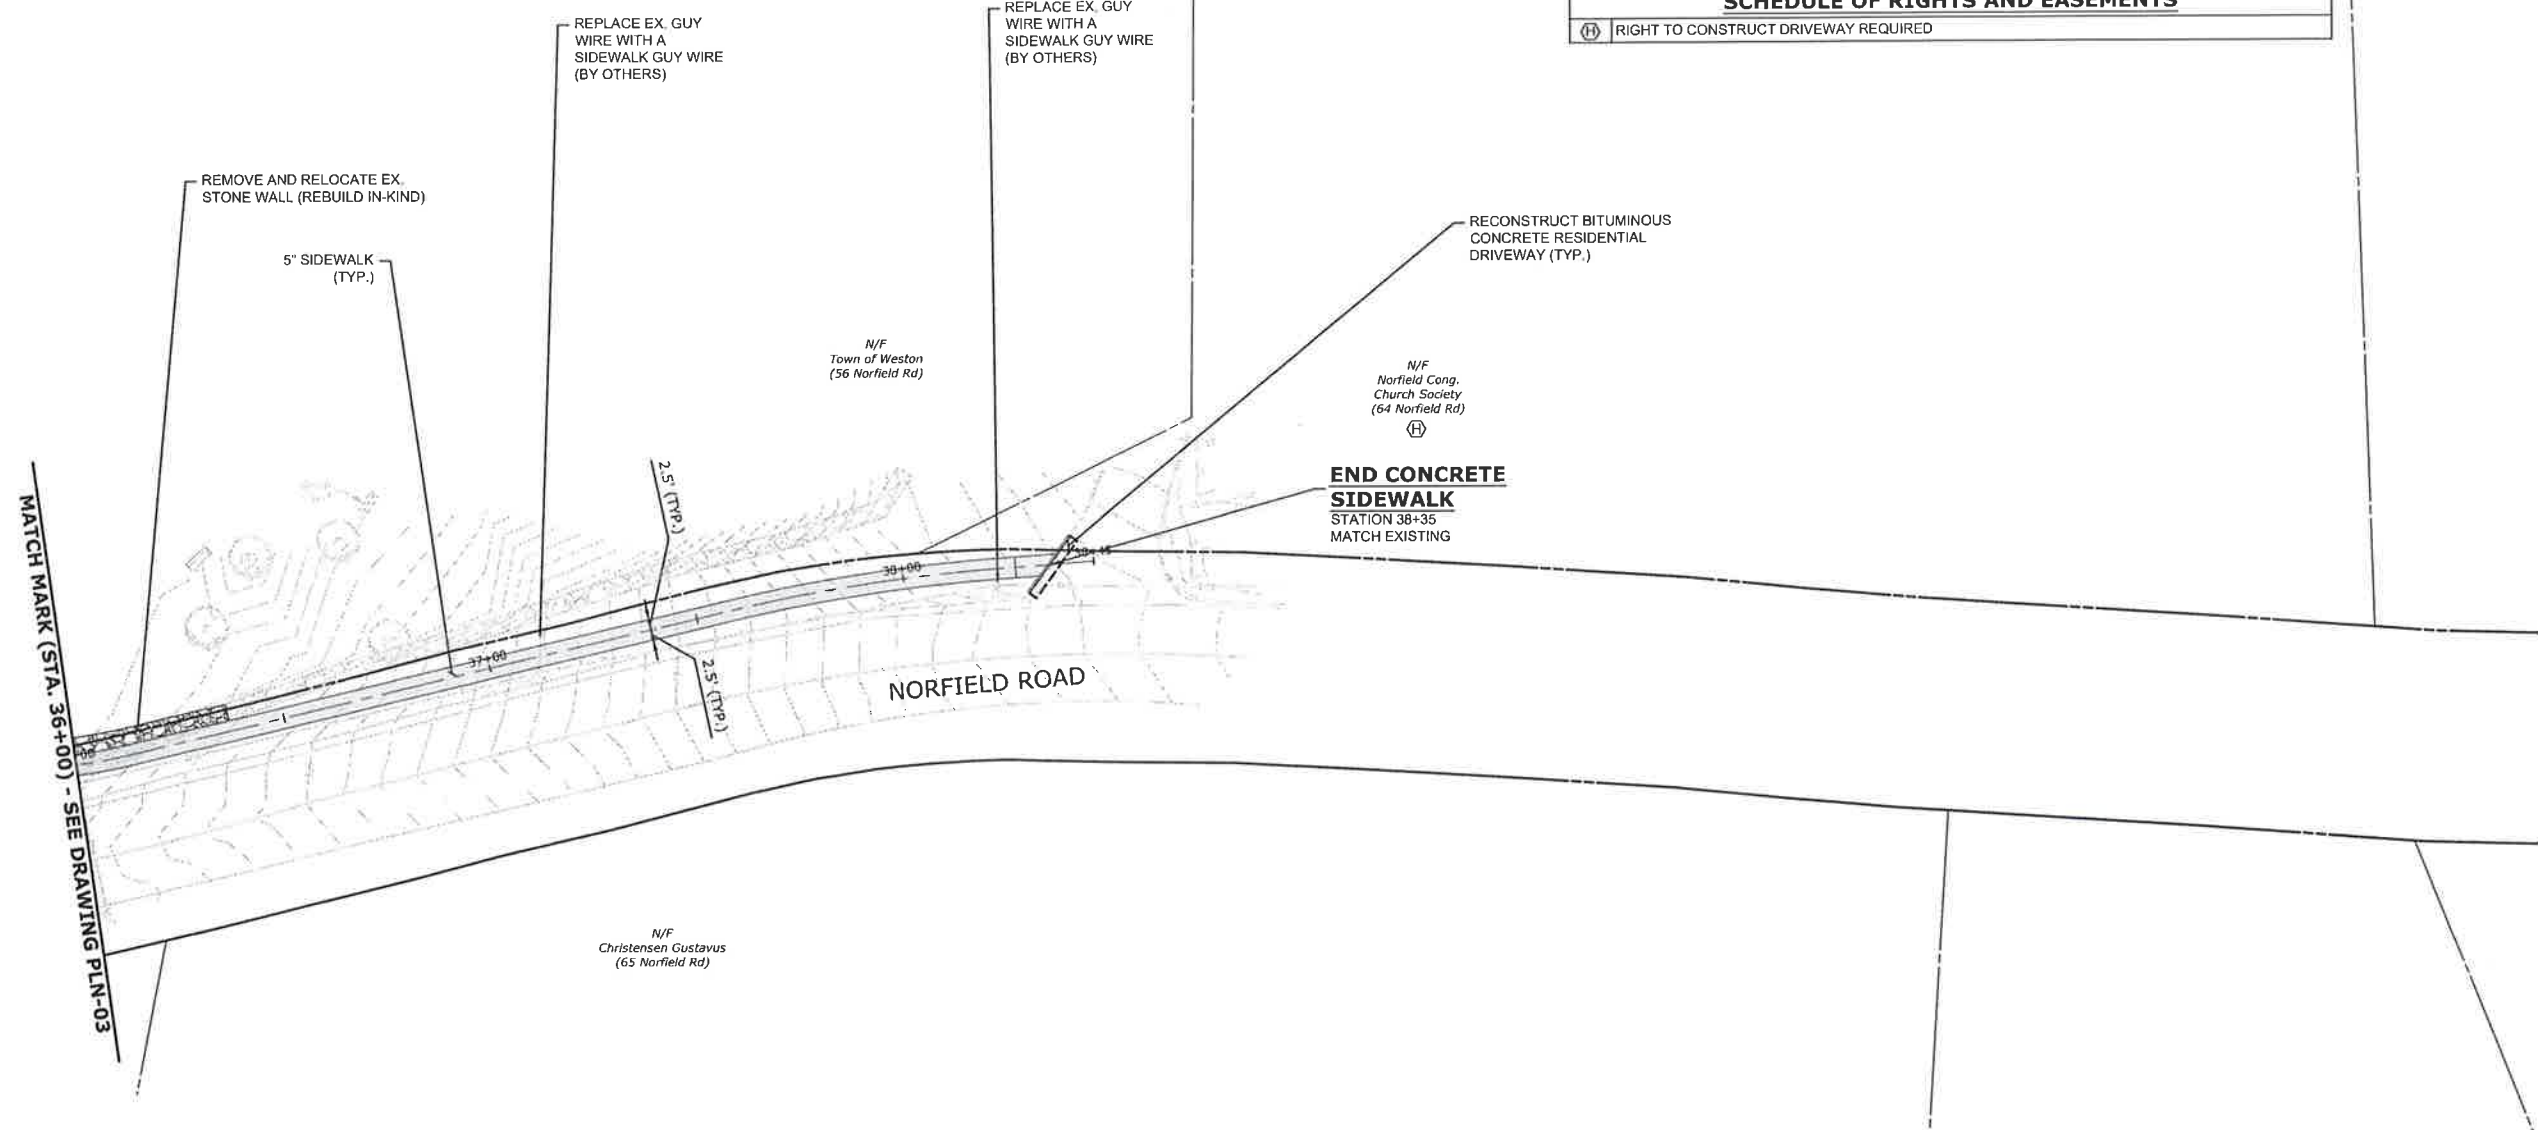 REPLACE EX. GUY
WIRE WITH A
SIDEWALK GUY WIRE
(BY OTHERS)
REPLACE EX. GUY
WIRE WITH A
SIDEWALK GUY WIRE
(BY OTHERS)
SCHEDULE OF RIGHTS AND EASEMENTS
H RIGHT TO CONSTRUCT DRIVEWAY REQUIRED
REMOVE AND RELOCATE EX.
STONE WALL (REBUILD IN-KIND)
5" SIDEWALK
(TYP.)
RECONSTRUCT BITUMINOUS
CONCRETE RESIDENTIAL
DRIVEWAY (TYP.)
N/F
Town of Weston
(56 Norfield Rd)
N/F
Norfield Cong.
Church Society
(64 Norfield Rd)
H
END CONCRETE
SIDEWALK
STATION 38+35
MATCH EXISTING
2.5' (TYP.)
2.5' (TYP.)
37+00
38+00
NORFIELD ROAD
MATCH MARK (STA. 36+00) - SEE DRAWING PLN-03
N/F
Christensen Gustavus
(65 Norfield Rd)